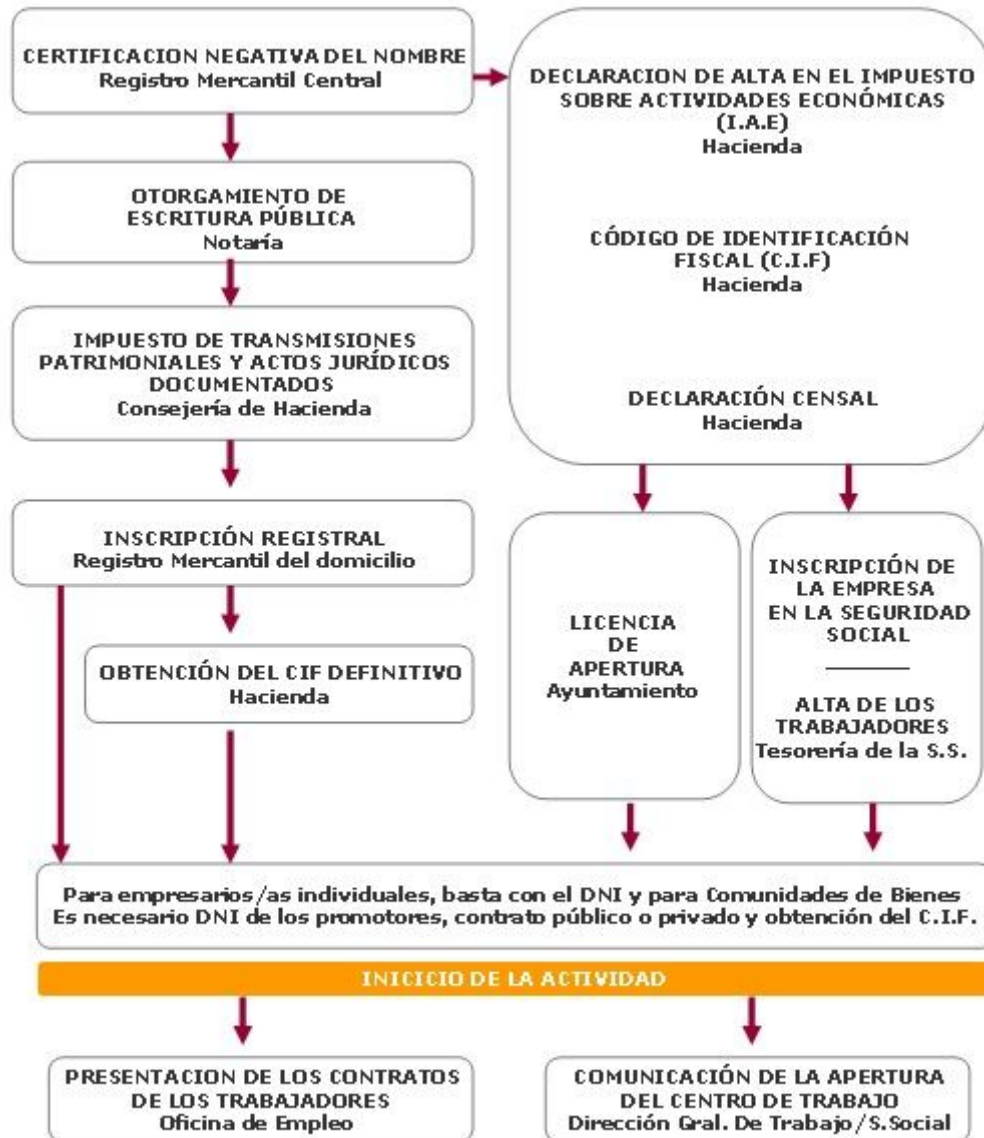 CERTIFICACION NEGATIVA DEL NOMBRE
Registro Mercantil Central
DECLARACION DE ALTA EN EL IMPUESTO
SOBRE ACTIVIDADES ECONÓMICAS
(I.A.E)
Hacienda
CÓDIGO DE IDENTIFICACIÓN
FISCAL (C.I.F)
Hacienda
DECLARACIÓN CENSAL
Hacienda
OTORGAMIENTO DE
ESCRITURA PÚBLICA
Notaría
IMPUESTO DE TRANSMISIONES
PATRIMONIALES Y ACTOS JURÍDICOS
DOCUMENTADOS
Consejería de Hacienda
INSCRIPCIÓN REGISTRAL
Registro Mercantil del domicilio
OBTENCIÓN DEL CIF DEFINITIVO
Hacienda
LICENCIA
DE
APERTURA
Ayuntamiento
INSCRIPCIÓN DE
LA EMPRESA
EN LA SEGURIDAD
SOCIAL
ALTA DE LOS
TRABAJADORES
Tesorería de la S.S.
Para empresarios/as individuales, basta con el DNI y para Comunidades de Bienes
Es necesario DNI de los promotores, contrato público o privado y obtención del C.I.F.
INICICIO DE LA ACTIVIDAD
PRESENTACION DE LOS CONTRATOS
DE LOS TRABAJADORES
Oficina de Empleo
COMUNICACIÓN DE LA APERTURA
DEL CENTRO DE TRABAJO
Dirección Gral. De Trabajo/S.Social